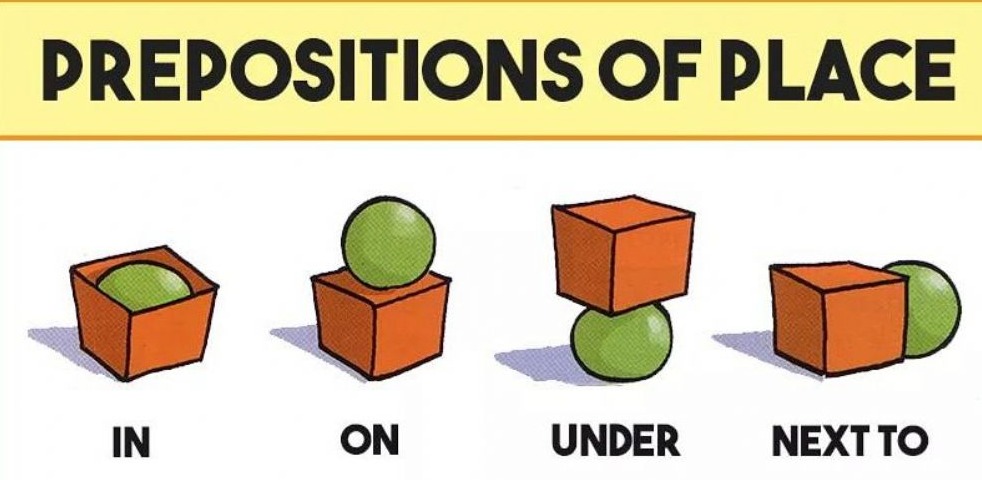 PREPOSITIONS OF PLACE
IN
ON
UNDER
NEXT TO